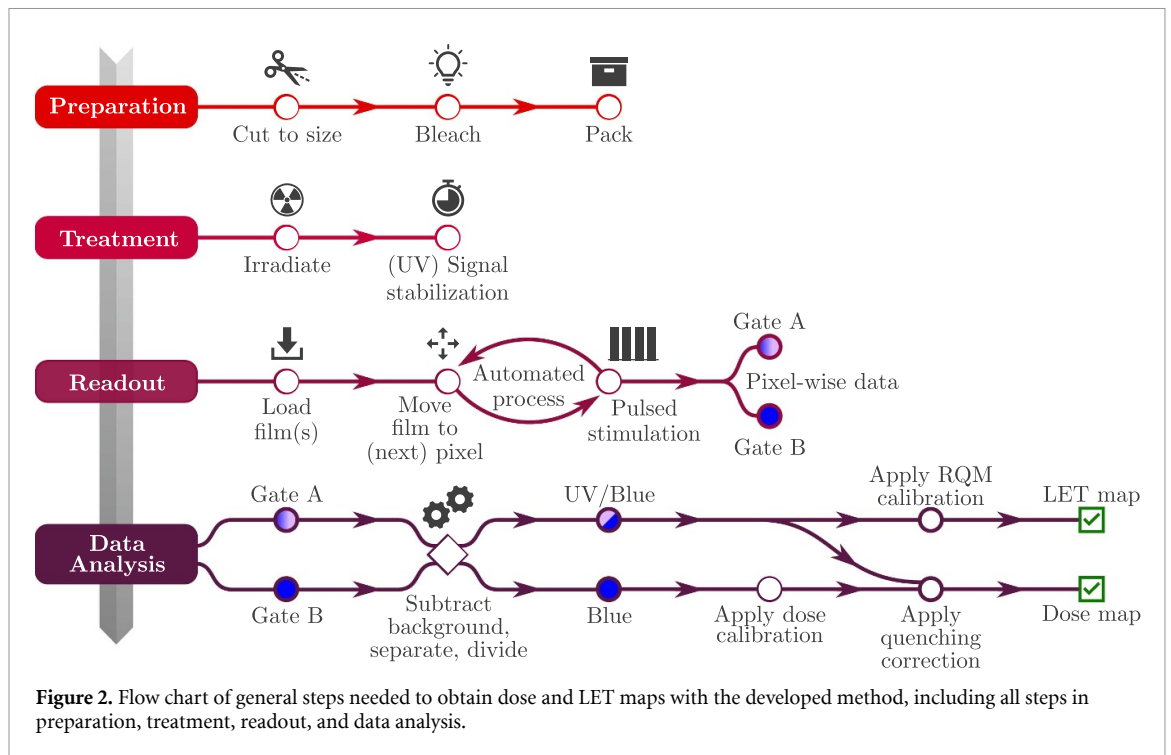 Preparation
Cut to size
Bleach
Pack
Treatment
Irradiate
(UV) Signal
stabilization
Readout
Load
film(s)
Move
film to
(next) pixel
Automated
process
Pulsed
stimulation
Gate A
Pixel-wise data
Gate B
Data
Analysis
Gate A
Gate B
Subtract
background,
separate, divide
UV/Blue
Blue
Apply dose
calibration
Apply RQM
calibration
Apply
quenching
correction
LET map
Dose map
Figure 2. Flow chart of general steps needed to obtain dose and LET maps with the developed method, including all steps in
preparation, treatment, readout, and data analysis.